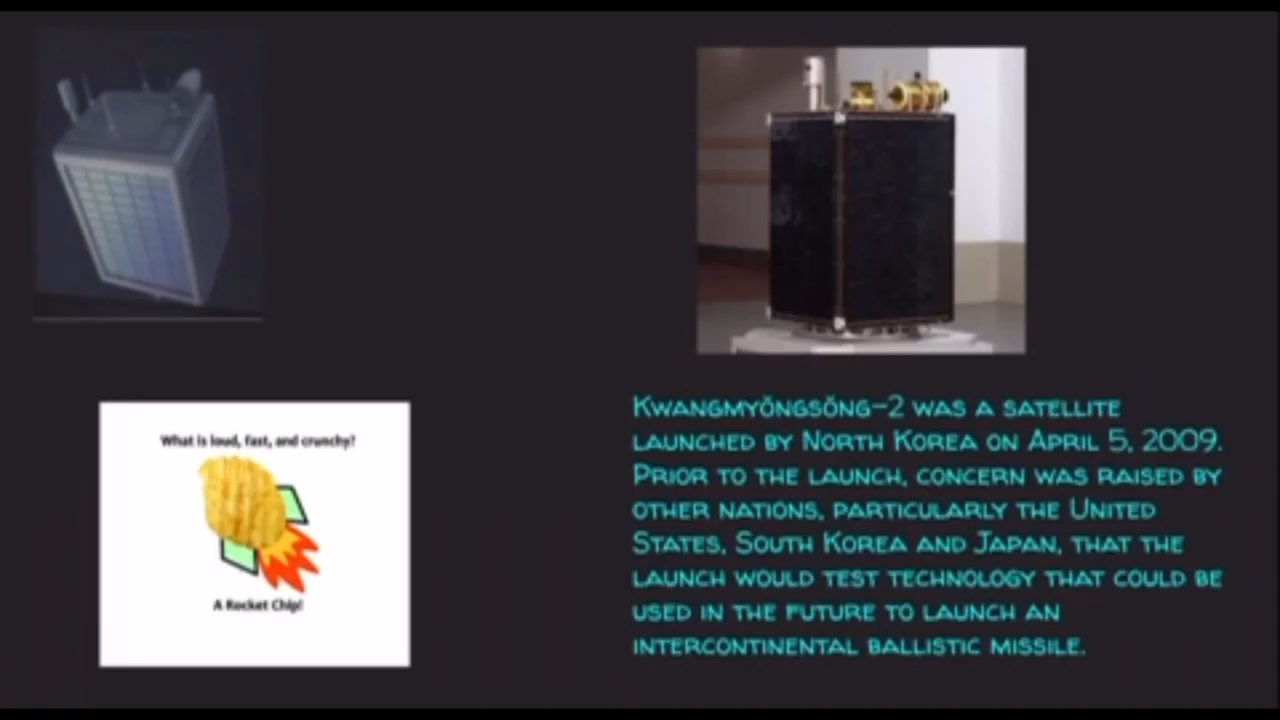 What is loud, fast, and crunchy?
A Rocket Chip!
Kwangmyŏngsŏng-2 was a satellite
launched by North Korea on April 5, 2009.
Prior to the launch, concern was raised by
other nations, particularly the United
States, South Korea and Japan, that the
launch would test technology that could be
used in the future to launch an
intercontinental ballistic missile.